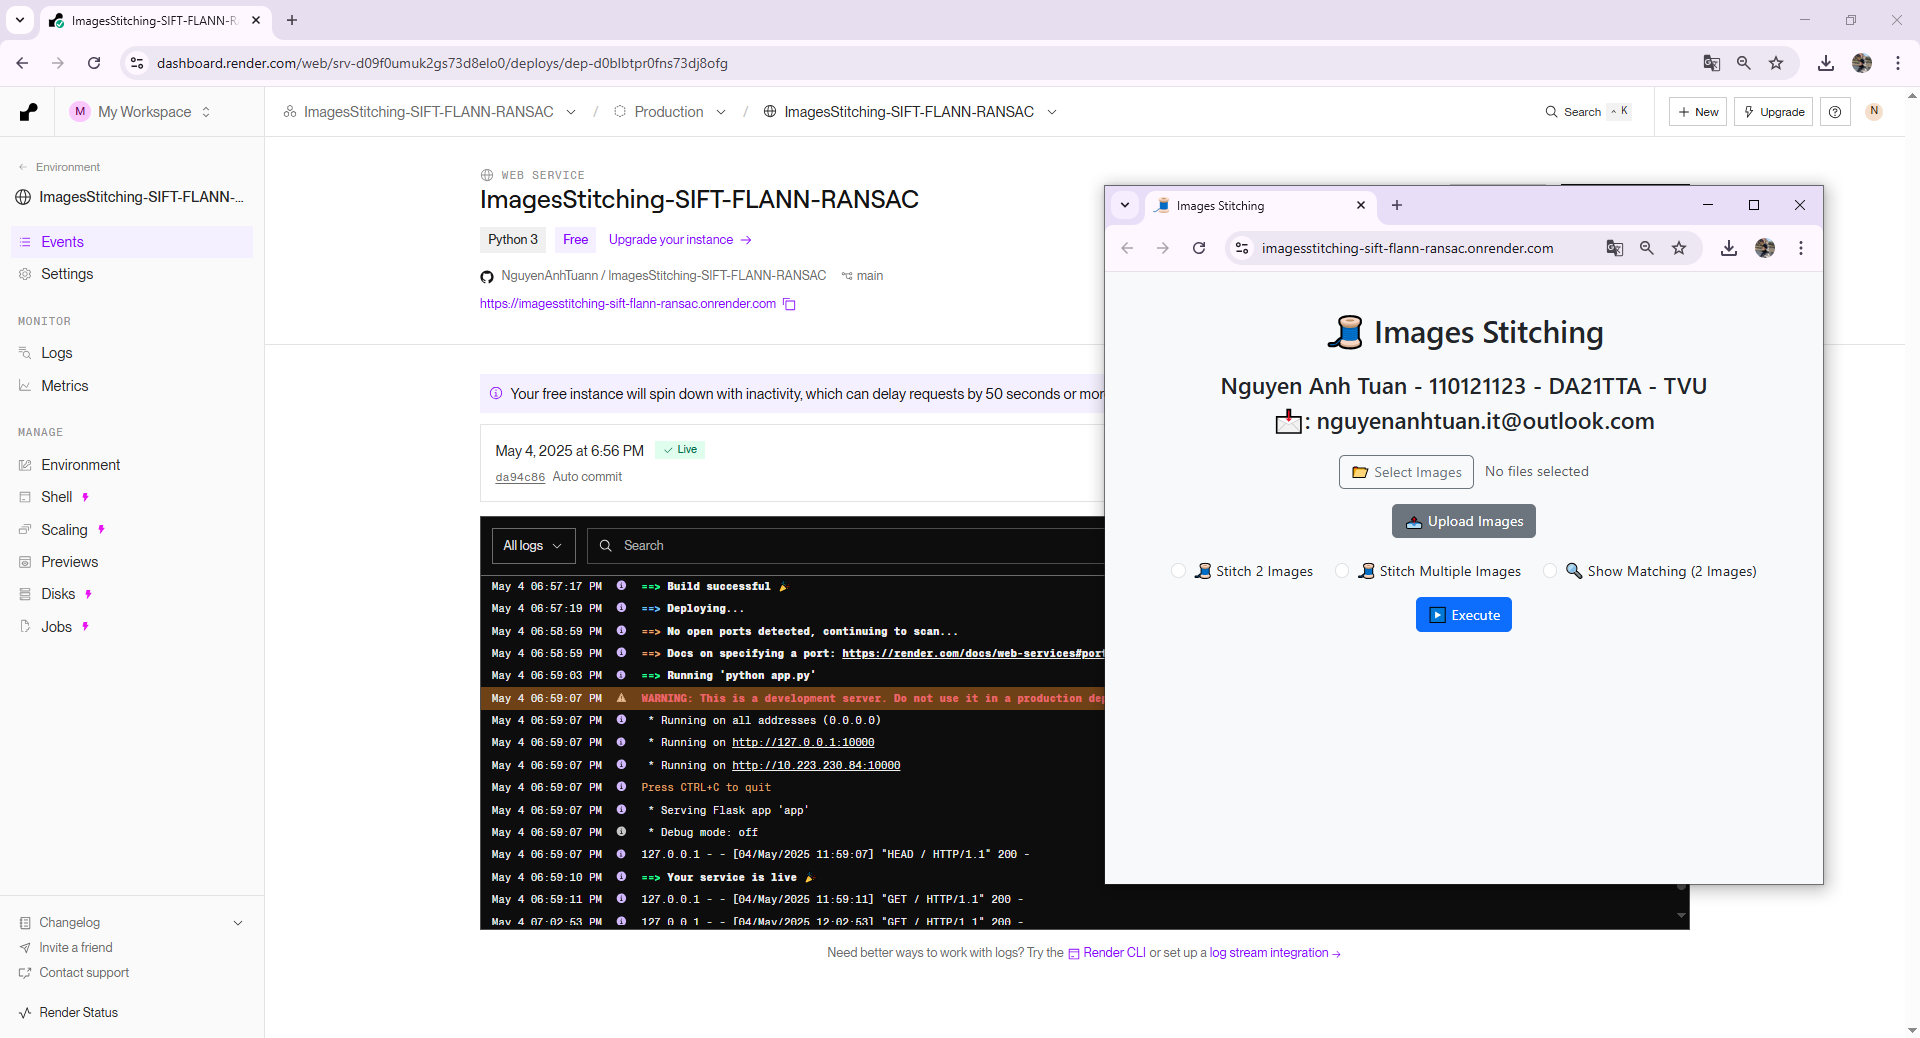 ImagesStitching-SIFT-FLANN-R
dashboard.render.com/web/srv-d09f0umuk2gs73d8elo0/deploys/dep-d0blbtpr0fns73dj8ofg
M My Workspace
ImagesStitching-SIFT-FLANN-RANSAC / Production / ImagesStitching-SIFT-FLANN-RANSAC
Search K
+ New
Upgrade
N
Environment
ImagesStitching-SIFT-FLANN-...
Events
Settings
MONITOR
Logs
Metrics
MANAGE
Environment
Shell
Scaling
Previews
Disks
Jobs
Changelog
Invite a friend
Contact support
Render Status
WEB SERVICE
ImagesStitching-SIFT-FLANN-RANSAC
Python 3 Free Upgrade your instance →
NguyenAnhTuann / ImagesStitching-SIFT-FLANN-RANSAC main
https://imagesstitching-sift-flann-ransac.onrender.com
Your free instance will spin down with inactivity, which can delay requests by 50 seconds or mor
May 4, 2025 at 6:56 PM ✓ Live
da94c86 Auto commit
All logs
Search
May 4 06:57:17 PM ==> Build successful 🎉
May 4 06:57:19 PM ==> Deploying...
May 4 06:58:59 PM ==> No open ports detected, continuing to scan...
May 4 06:58:59 PM ==> Docs on specifying a port: https://render.com/docs/web-services#port
May 4 06:59:03 PM ==> Running 'python app.py'
May 4 06:59:07 PM WARNING: This is a development server. Do not use it in a production dep
May 4 06:59:07 PM * Running on all addresses (0.0.0.0)
May 4 06:59:07 PM * Running on http://127.0.0.1:10000
May 4 06:59:07 PM * Running on http://10.223.230.84:10000
May 4 06:59:07 PM Press CTRL+C to quit
May 4 06:59:07 PM * Serving Flask app 'app'
May 4 06:59:07 PM * Debug mode: off
May 4 06:59:07 PM 127.0.0.1 - - [04/May/2025 11:59:07] "HEAD / HTTP/1.1" 200 -
May 4 06:59:10 PM ==> Your service is live 🎉
May 4 06:59:11 PM 127.0.0.1 - - [04/May/2025 11:59:11] "GET / HTTP/1.1" 200 -
May 4 07:02:53 PM 127.0.0.1 - - [04/May/2025 12:02:53] "GET / HTTP/1.1" 200 -
Need better ways to work with logs? Try the Render CLI or set up a log stream integration →
Images Stitching
imagesstitching-sift-flann-ransac.onrender.com
Images Stitching
Nguyen Anh Tuan - 110121123 - DA21TTA - TVU
📩: nguyenanhtuan.it@outlook.com
Select Images No files selected
Upload Images
Stitch 2 Images Stitch Multiple Images Show Matching (2 Images)
Execute